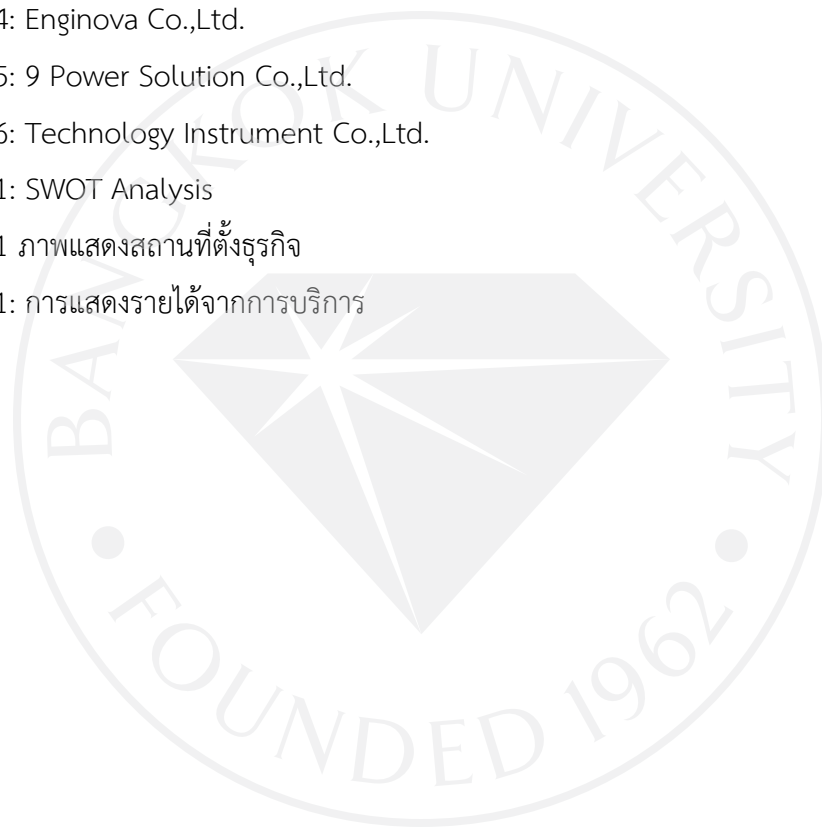 4: Enginova Co.,Ltd.
5: 9 Power Solution Co.,Ltd.
6: Technology Instrument Co.,Ltd.
1: SWOT Analysis
1 ภาพแสดงสถานที่ตั้งธุรกิจ
1: การแสดงรายได้จากการบริการ
BANGKOK UNIVERSITY
FOUNDED 1962